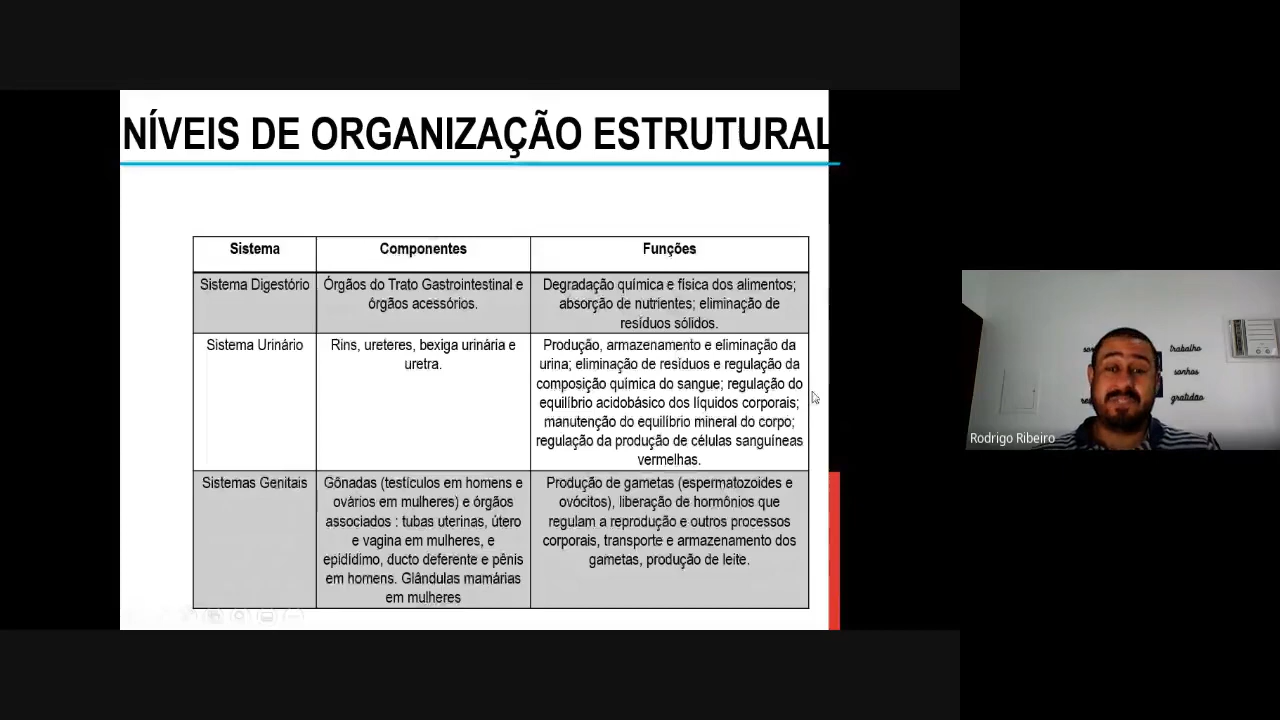 NÍVEIS DE ORGANIZAÇÃO ESTRUTURAL
Sistema
Componentes
Funções
Sistema Digestório
Órgãos do Trato Gastrointestinal e
órgãos acessórios.
Degradação química e física dos alimentos;
absorção de nutrientes; eliminação de
resíduos sólidos.
Sistema Urinário
Rins, ureteres, bexiga urinária e
uretra.
Produção, armazenamento e eliminação da
urina; eliminação de resíduos e regulação da
composição química do sangue; regulação do
equilíbrio acidobásico dos líquidos corporais;
manutenção do equilíbrio mineral do corpo;
regulação da produção de células sanguíneas
vermelhas.
Sistemas Genitais
Gônadas (testículos em homens e
ovários em mulheres) e órgãos
associados : tubas uterinas, útero
e vagina em mulheres, e
epidídimo, ducto deferente e pênis
em homens. Glândulas mamárias
em mulheres
Produção de gametas (espermatozoides e
ovócitos), liberação de hormônios que
regulam a reprodução e outros processos
corporais, transporte e armazenamento dos
gametas, produção de leite.
trabalho
sonhos
gratidão
Rodrigo Ribeiro